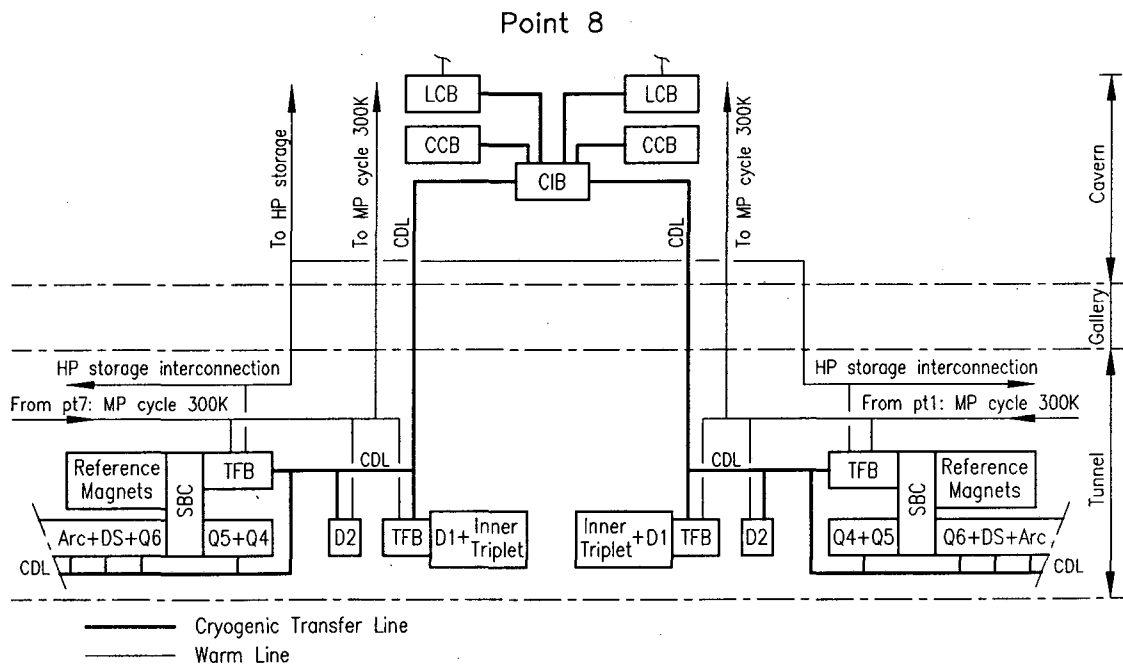 Point 8
LCB
LCB
CCB
CCB
CIB
To HP storage
To MP cycle 300K
CDL
CDL
To MP cycle 300K
Cavern
Gallery
Tunnel
HP storage interconnection
HP storage interconnection
From pt7: MP cycle 300K
From pt1: MP cycle 300K
Reference
Magnets
SBC
TFB
CDL
CDL
TFB
SBC
Reference
Magnets
Arc+DS+Q6
Q5+Q4
D2
TFB
D1+
Inner
Triplet
Inner
Triplet
+D1
TFB
D2
Q4+Q5
Q6+DS+Arc
CDL
CDL
Cryogenic Transfer Line
Warm Line